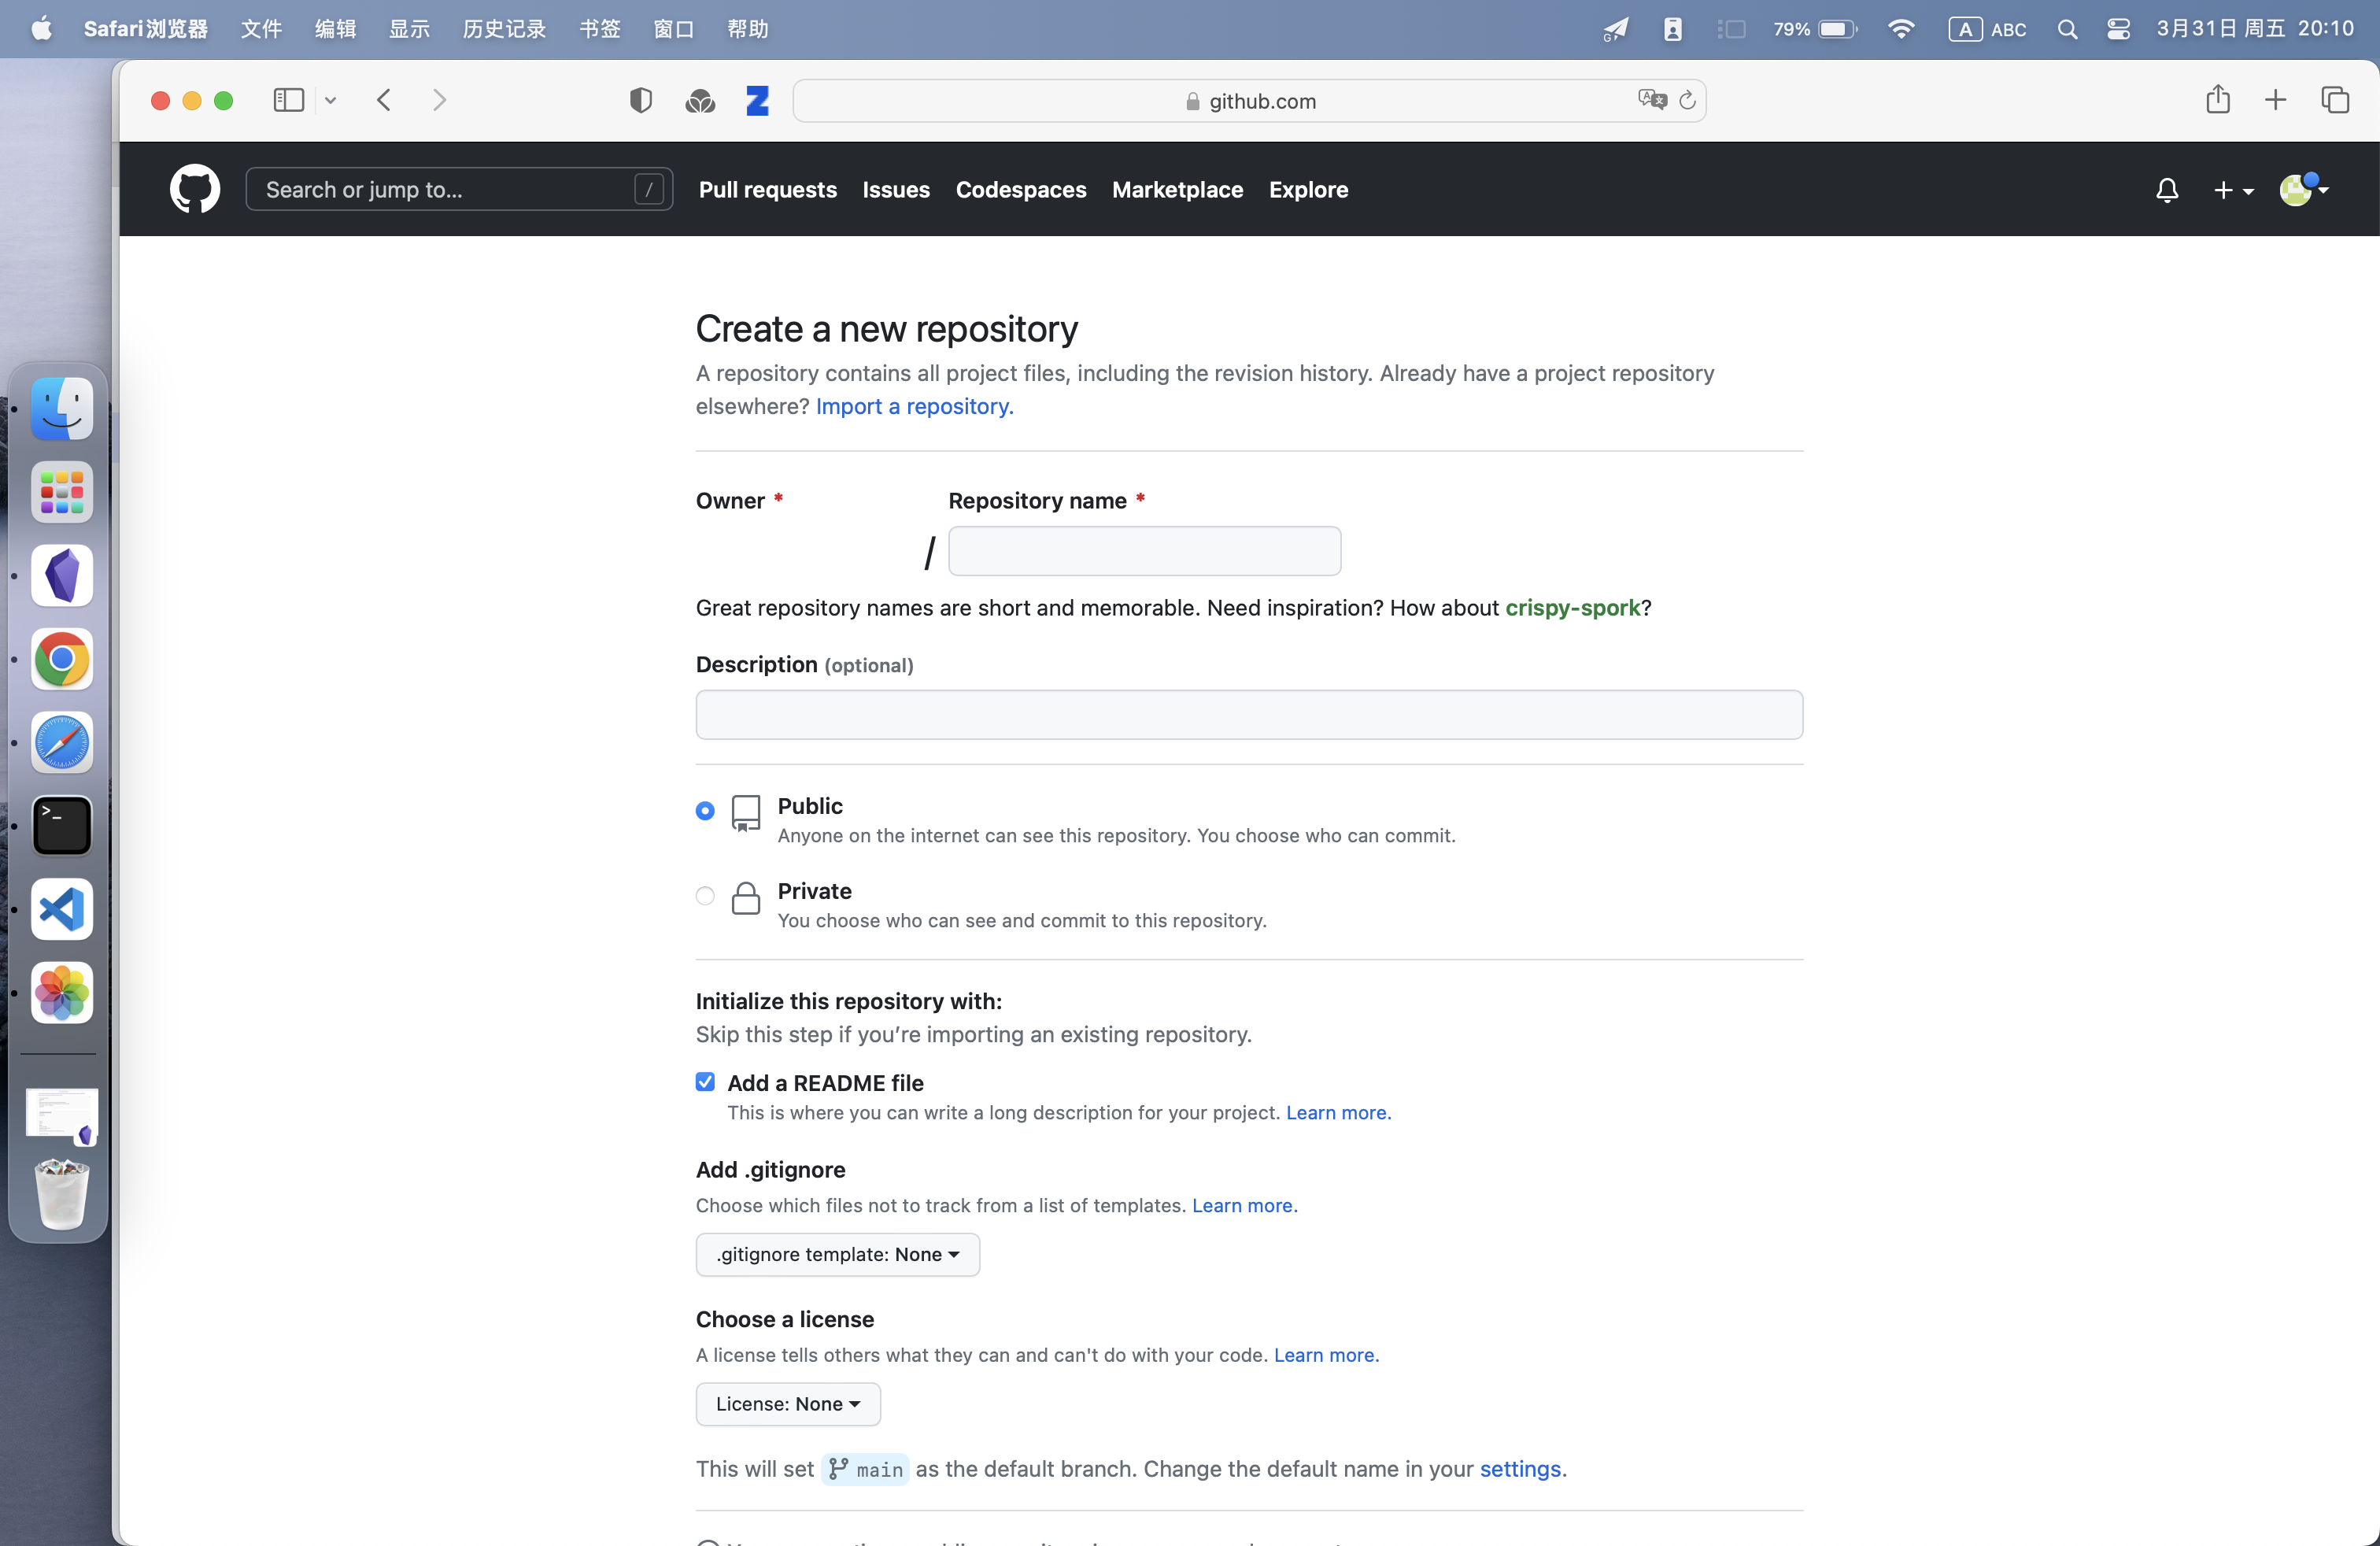 Safari浏览器 文件 编辑 显示 历史记录 书签 窗口 帮助 79% A ABC 3月31日 周五 20:10
github.com
Search or jump to... / Pull requests Issues Codespaces Marketplace Explore
Create a new repository
A repository contains all project files, including the revision history. Already have a project repository
elsewhere? Import a repository.
Owner * Repository name *
/
Great repository names are short and memorable. Need inspiration? How about crispy-spork?
Description (optional)
Public
Anyone on the internet can see this repository. You choose who can commit.
Private
You choose who can see and commit to this repository.
Initialize this repository with:
Skip this step if you’re importing an existing repository.
Add a README file
This is where you can write a long description for your project. Learn more.
Add .gitignore
Choose which files not to track from a list of templates. Learn more.
.gitignore template: None
Choose a license
A license tells others what they can and can't do with your code. Learn more.
License: None
This will set main as the default branch. Change the default name in your settings.